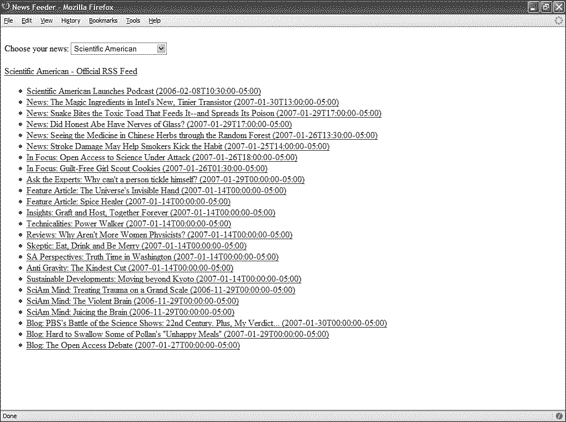 News Feeder - Mozilla Firefox
File Edit View History Bookmarks Tools Help
Choose your news: Scientific American
Scientific American - Official RSS Feed
Scientific American Launches Podcast (2006-02-08T10:30:00-05:00)
News: The Magic Ingredients in Intel's New, Tinier Transistor (2007-01-30T13:00:00-05:00)
News: Snake Bites the Toxic Toad That Feeds It--and Spreads Its Poison (2007-01-29T17:00:00-05:00)
News: Did Honest Abe Have Nerves of Glass? (2007-01-29T17:00:00-05:00)
News: Seeing the Medicine in Chinese Herbs through the Random Forest (2007-01-26T13:30:00-05:00)
News: Stroke Damage May Help Smokers Kick the Habit (2007-01-25T14:00:00-05:00)
In Focus: Open Access to Science Under Attack (2007-01-26T18:00:00-05:00)
In Focus: Guilt-Free Girl Scout Cookies (2007-01-26T01:30:00-05:00)
Ask the Experts: Why can't a person tickle himself? (2007-01-29T00:00:00-05:00)
Feature Article: The Universe's Invisible Hand (2007-01-14T00:00:00-05:00)
Feature Article: Spice Healer (2007-01-14T00:00:00-05:00)
Insights: Graft and Host, Together Forever (2007-01-14T00:00:00-05:00)
Technicalities: Power Walker (2007-01-14T00:00:00-05:00)
Reviews: Why Aren't More Women Physicists? (2007-01-14T00:00:00-05:00)
Skeptic: Eat, Drink and Be Merry (2007-01-14T00:00:00-05:00)
SA Perspectives: Truth Time in Washington (2007-01-14T00:00:00-05:00)
Anti Gravity: The Kindest Cut (2007-01-14T00:00:00-05:00)
Sustainable Developments: Moving beyond Kyoto (2007-01-14T00:00:00-05:00)
SciAm Mind: Treating Trauma on a Grand Scale (2006-11-29T00:00:00-05:00)
SciAm Mind: The Violent Brain (2006-11-29T00:00:00-05:00)
SciAm Mind: Juicing the Brain (2006-11-29T00:00:00-05:00)
Blog: PBS's Battle of the Science Shows: 22nd Century. Plus, My Verdict... (2007-01-30T00:00:00-05:00)
Blog: Hard to Swallow Some of Pollan's "Unhappy Meals" (2007-01-29T00:00:00-05:00)
Blog: The Open Access Debate (2007-01-27T00:00:00-05:00)
Done